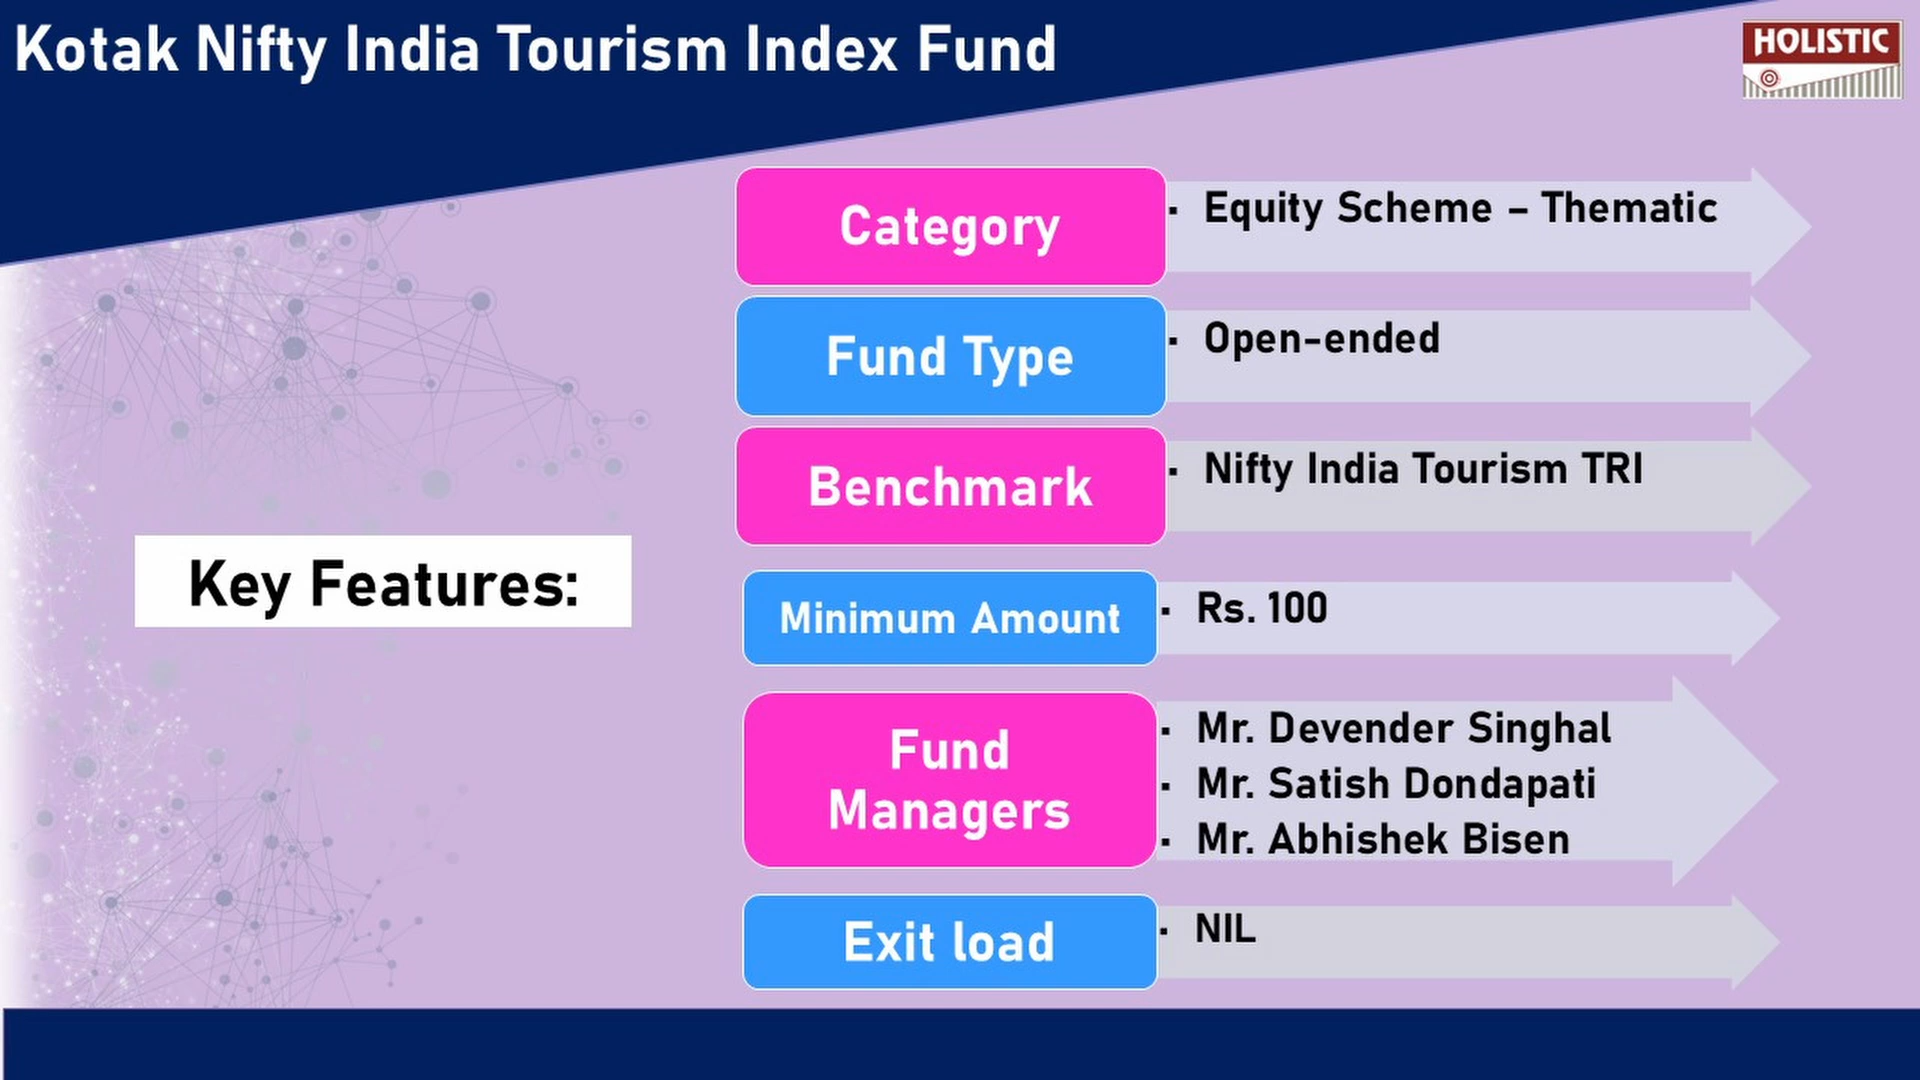 Kotak Nifty India Tourism Index Fund
HOLISTIC
Key Features:
Category
▪ Equity Scheme – Thematic
Fund Type
▪ Open-ended
Benchmark
▪ Nifty India Tourism TRI
Minimum Amount
▪ Rs. 100
Fund
Managers
▪ Mr. Devender Singhal
▪ Mr. Satish Dondapati
▪ Mr. Abhishek Bisen
Exit load
▪ NIL